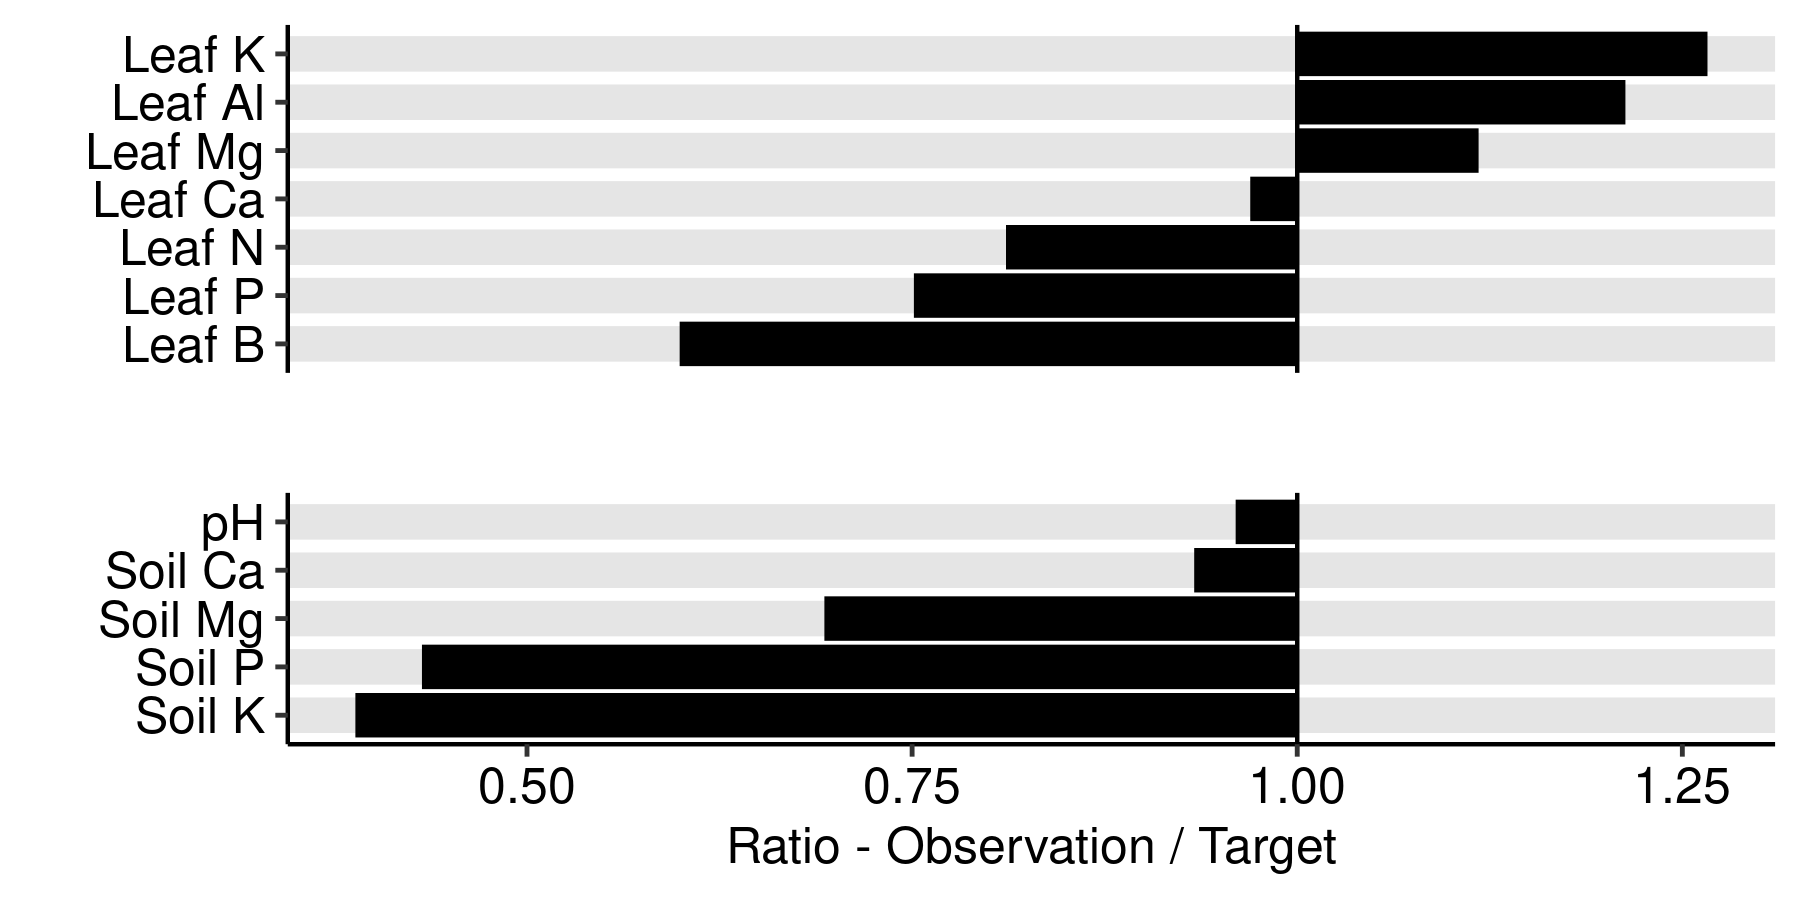 Leaf K
Leaf Al
Leaf Mg
Leaf Ca
Leaf N
Leaf P
Leaf B
pH
Soil Ca
Soil Mg
Soil P
Soil K
0.50 0.75 1.00 1.25
Ratio - Observation / Target